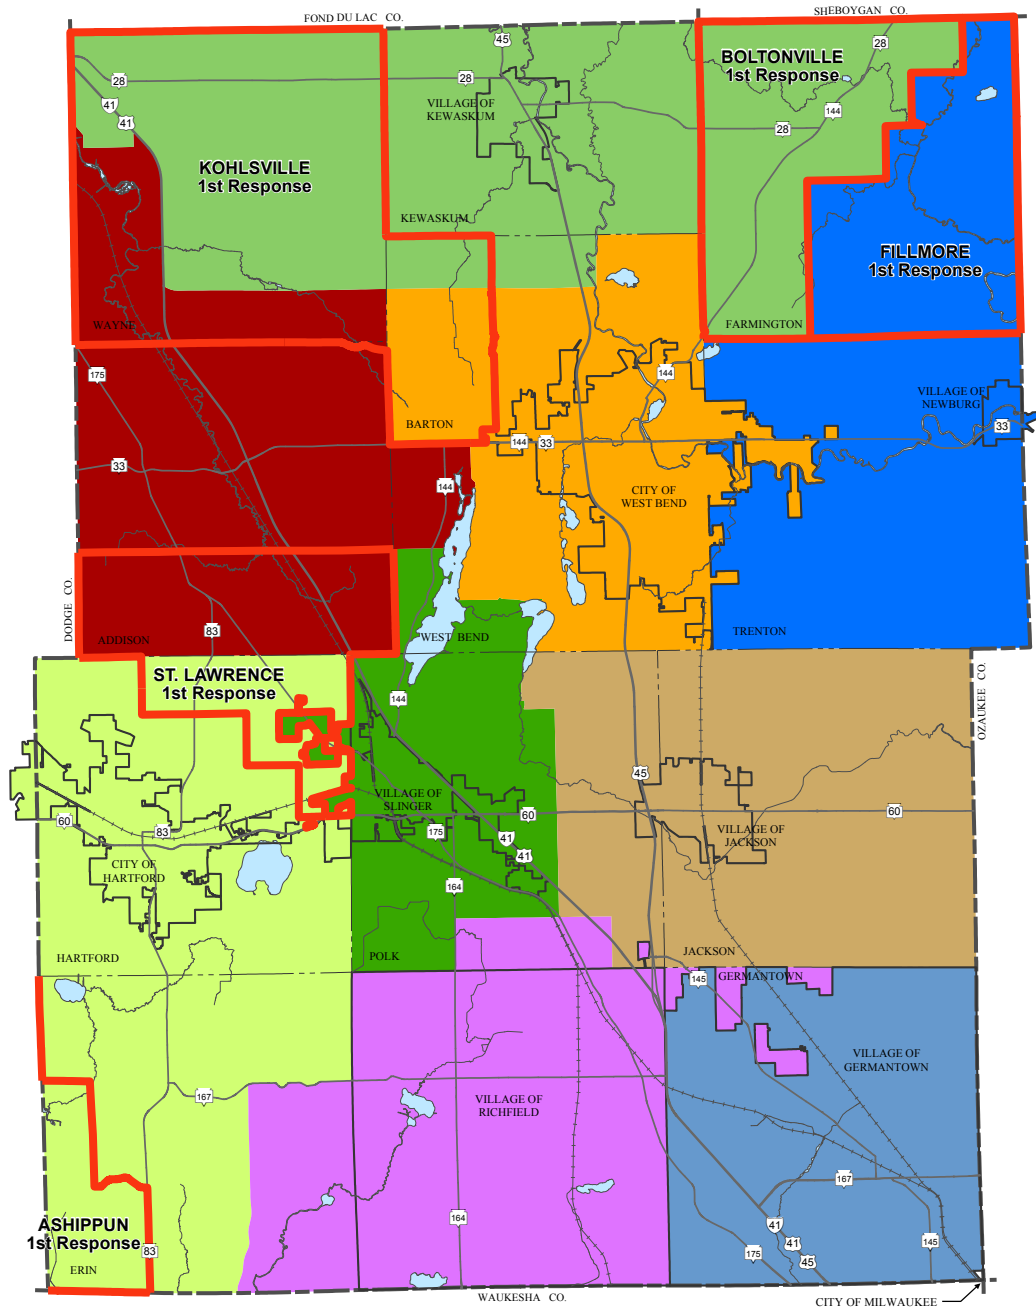 FOND DU LAC CO.
SHEBOYGAN CO.
45
28
28
28
BOLTONVILLE
1st Response
41
41
VILLAGE OF
KEWASKUM
144
28
KOHLSVILLE
1st Response
KEWASKUM
FILLMORE
1st Response
WAYNE
FARMINGTON
175
144
VILLAGE OF
NEWBURG
33
BARTON
144
33
33
144
CITY OF
WEST BEND
DODGE CO.
83
ADDISON
WEST BEND
TRENTON
ST. LAWRENCE
1st Response
144
OZAUKEE CO.
45
VILLAGE OF
SLINGER
60
60
60
83
175
41
41
VILLAGE OF
JACKSON
CITY OF
HARTFORD
164
HARTFORD
POLK
JACKSON
GERMANTOWN
145
VILLAGE OF
GERMANTOWN
167
VILLAGE OF
RICHFIELD
167
164
ASHIPPUN
1st Response
83
41
41
45
175
145
ERIN
WAUKESHA CO.
CITY OF MILWAUKEE